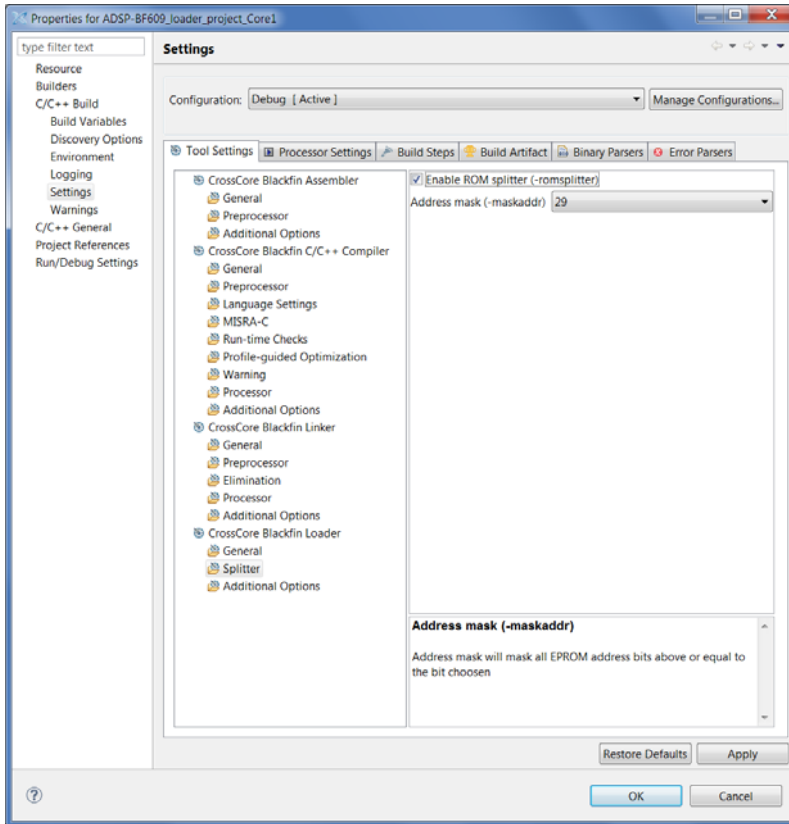 Properties for ADSP-BF609_loader_project_Core1
type filter text
Resource
Builders
C/C++ Build
Build Variables
Discovery Options
Environment
Logging
Settings
Warnings
C/C++ General
Project References
Run/Debug Settings
Settings
Configuration: Debug [ Active ] Manage Configurations...
Tool Settings Processor Settings Build Steps Build Artifact Binary Parsers Error Parsers
CrossCore Blackfin Assembler
General
Preprocessor
Additional Options
CrossCore Blackfin C/C++ Compiler
General
Preprocessor
Language Settings
MISRA-C
Run-time Checks
Profile-guided Optimization
Warning
Processor
Additional Options
CrossCore Blackfin Linker
General
Preprocessor
Elimination
Processor
Additional Options
CrossCore Blackfin Loader
General
Splitter
Additional Options
Enable ROM splitter (-romsplitter)
Address mask (-maskaddr) 29
Address mask (-maskaddr)
Address mask will mask all EPROM address bits above or equal to
the bit choosen
Restore Defaults Apply
OK Cancel